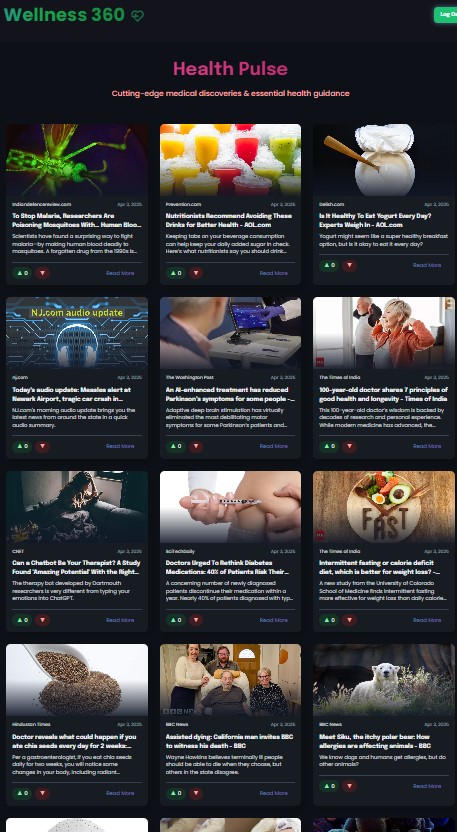 Wellness 360
Log Ou
Health Pulse
Cutting-edge medical discoveries & essential health guidance
Indiandefencereview.com Apr 3, 2025
To Stop Malaria, Researchers Are
Poisoning Mosquitoes With... Human Bloo...
Scientists have found a surprising way to fight
malaria—by making human blood deadly to
mosquitoes. A forgotten drug from the 1990s is...
▲ 0 ▼ Read More
Prevention.com Apr 3, 2025
Nutritionists Recommend Avoiding These
Drinks for Better Health - AOL.com
Keeping tabs on your beverage consumption
can help keep your daily added sugar in check.
Here's what nutritionists say you should drink...
▲ 0 ▼ Read More
Delish.com Apr 3, 2025
Is It Healthy To Eat Yogurt Every Day?
Experts Weigh In - AOL.com
Yogurt might seem like a super healthy breakfast
option, but is it okay to eat it every day?
▲ 0 ▼ Read More
NJ.com audio update
Nj.com Apr 3, 2025
Today's audio update: Measles alert at
Newark Airport, tragic car crash in...
NJ.com's morning audio update brings you the
latest news from around the state in a quick
audio summary.
▲ 0 ▼ Read More
The Washington Post Apr 3, 2025
An AI-enhanced treatment has reduced
Parkinson's symptoms for some people -...
Adaptive deep brain stimulation has virtually
eliminated the most debilitating motor
symptoms for some Parkinson's patients and...
▲ 0 ▼ Read More
The Times of India Apr 3, 2025
100-year-old doctor shares 7 principles of
good health and longevity - Times of India
This 100-year-old doctor's wisdom is backed by
decades of research and personal experience.
While modern medicine has advanced, the...
▲ 0 ▼ Read More
CNET Apr 3, 2025
Can a Chatbot Be Your Therapist? A Study
Found 'Amazing Potential' With the Right...
The therapy bot developed by Dartmouth
researchers is very different from typing your
emotions into ChatGPT.
▲ 0 ▼ Read More
SciTechDaily Apr 3, 2025
Doctors Urged To Rethink Diabetes
Medications: 40% of Patients Risk Their...
A concerning number of newly diagnosed
patients discontinue their medication within a
year. Nearly 40% of patients diagnosed with typ...
▲ 0 ▼ Read More
FAST
The Times of India Apr 3, 2025
Intermittent fasting or calorie deficit
diet, which is better for weight loss? -...
A new study from the University of Colorado
School of Medicine finds intermittent fasting
more effective for weight loss than daily calorie...
▲ 0 ▼ Read More
Hindustan Times Apr 3, 2025
Doctor reveals what could happen if you
ate chia seeds every day for 2 weeks:...
Per a gastroenterologist, if you eat chia seeds
daily for two weeks, you will notice some
changes in your body, including radiant...
▲ 0 ▼ Read More
BBC NEWS
BBC News Apr 3, 2025
Assisted dying: California man invites BBC
to witness his death - BBC
Wayne Hawkins believes terminally ill people
should be able to die when they choose, but
others in the state disagree.
▲ 0 ▼ Read More
BBC News Apr 3, 2025
Meet Siku, the itchy polar bear: How
allergies are affecting animals - BBC
We know dogs and humans get allergies, but do
other animals?
▲ 0 ▼ Read More